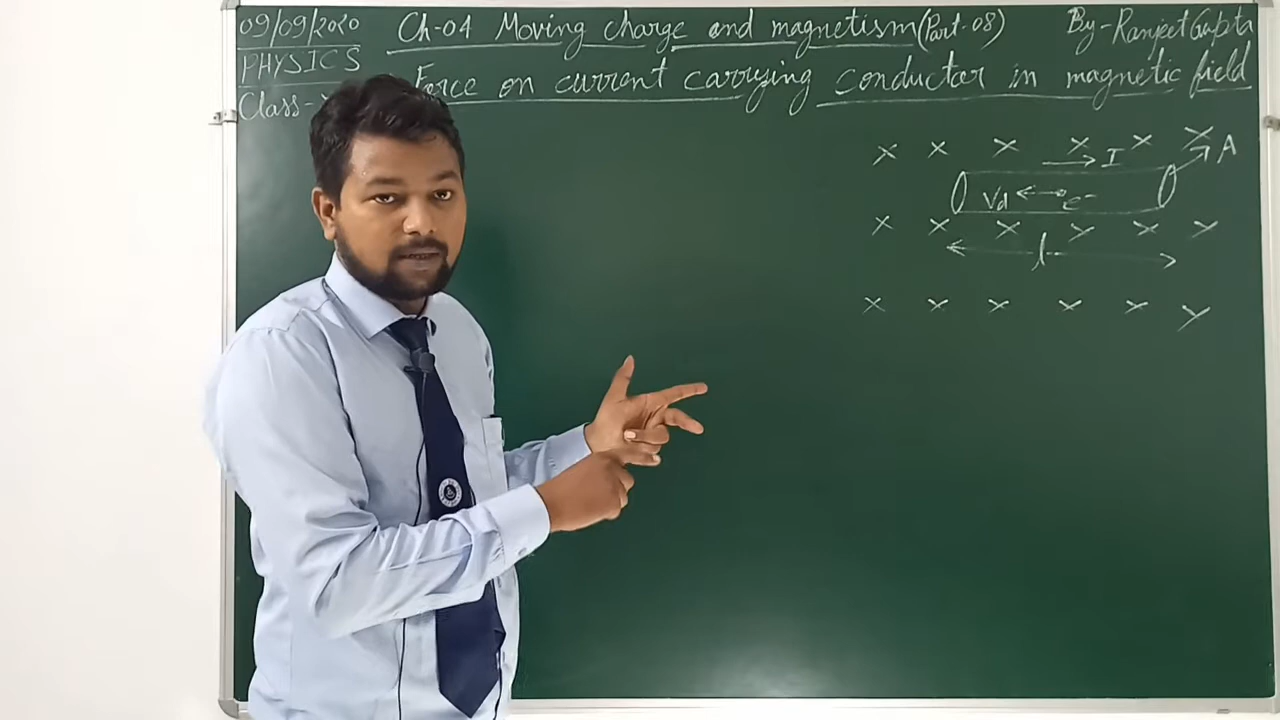 09/09/2020
Ch-04 Moving charge and magnetism (Part-08)
By-Ranjeet Gupta
PHYSICS
Force on current carrying conductor in magnetic field
Class-
× × × × × ×
I
A
Vd e-
× × × × × ×
l
× × × × × ×